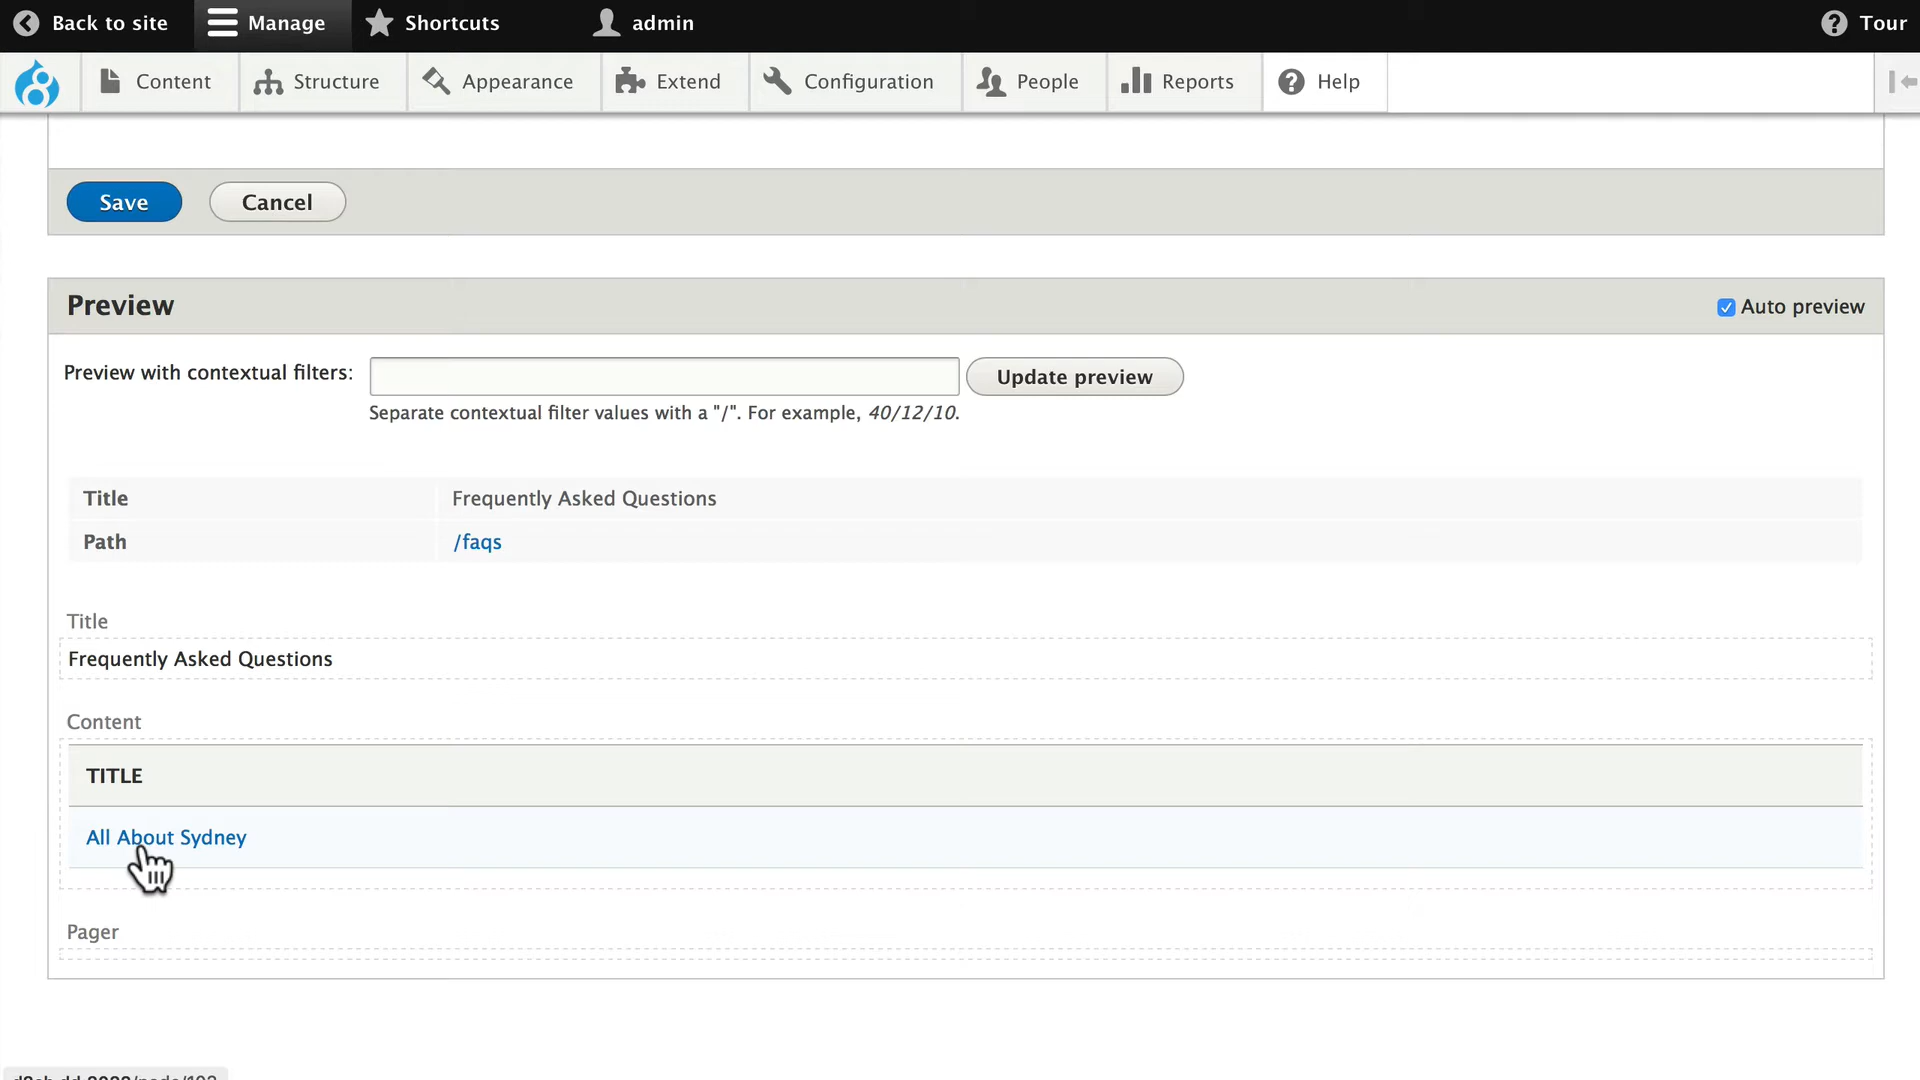 Back to site Manage Shortcuts admin Tour
Content Structure Appearance Extend Configuration People Reports Help
Save Cancel
Preview Auto preview
Preview with contextual filters: Update preview
Separate contextual filter values with a "/". For example, 40/12/10.
Title Frequently Asked Questions
Path /faqs
Title
Frequently Asked Questions
Content
TITLE
All About Sydney
Pager